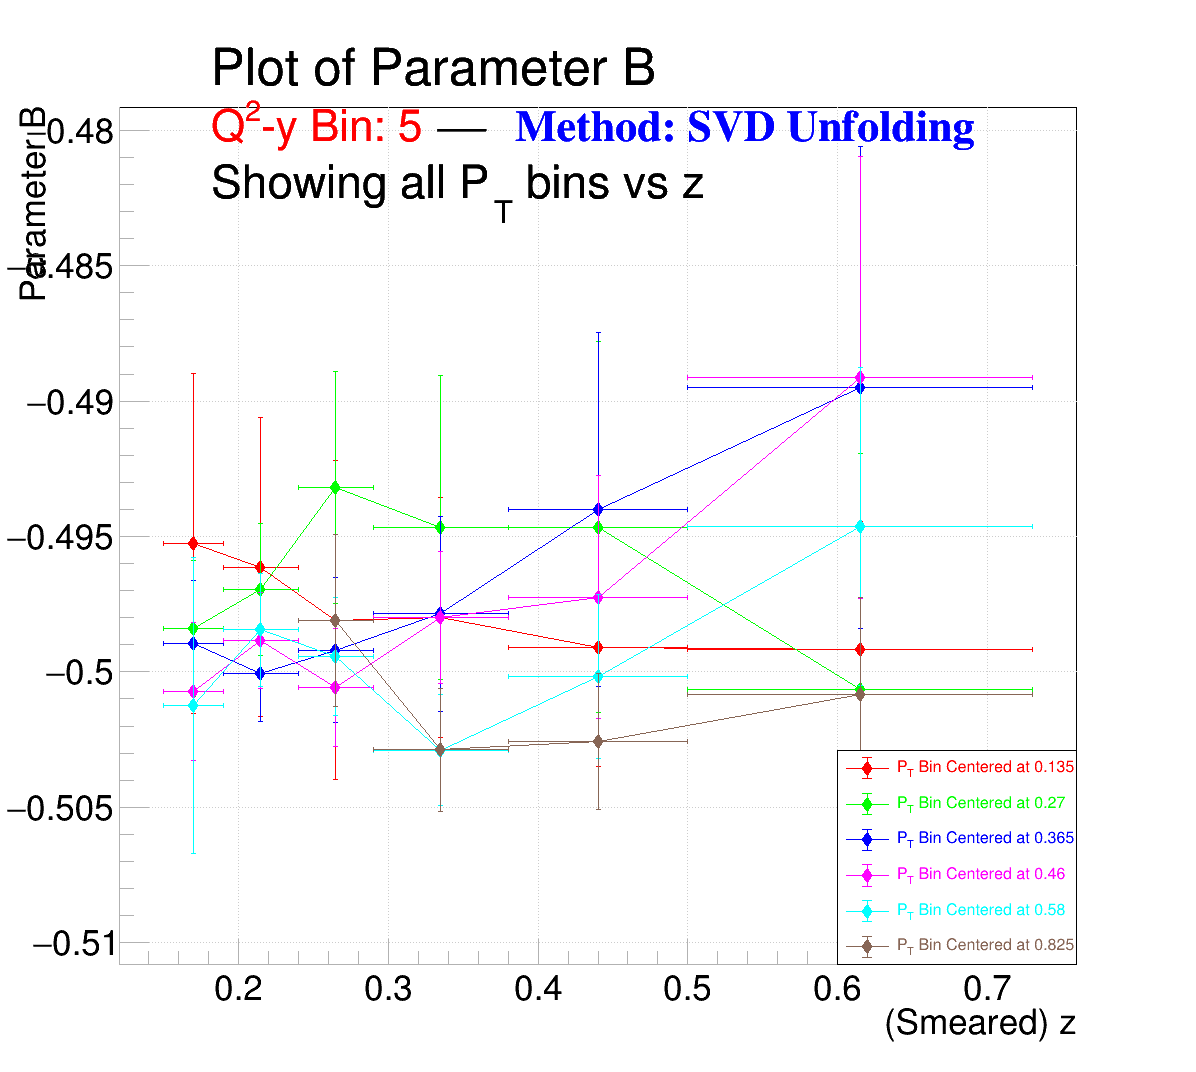 Plot of Parameter B
Q²-y Bin: 5 — Method: SVD Unfolding
Showing all P_T bins vs z
Parameter B
−0.48
−0.485
−0.49
−0.495
−0.5
−0.505
−0.51
P_T Bin Centered at 0.135
P_T Bin Centered at 0.27
P_T Bin Centered at 0.365
P_T Bin Centered at 0.46
P_T Bin Centered at 0.58
P_T Bin Centered at 0.825
0.2 0.3 0.4 0.5 0.6 0.7
(Smeared) z